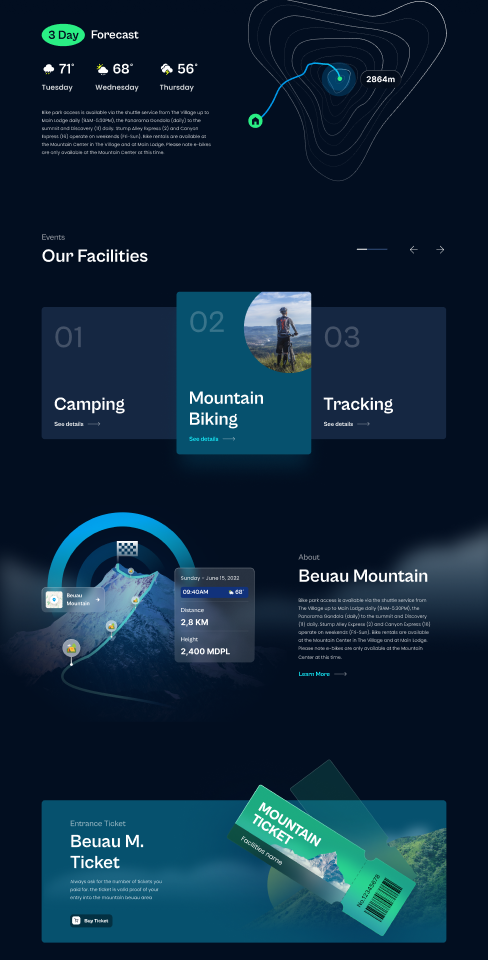 3 Day Forecast
71°
68°
56°
Tuesday
Wednesday
Thursday
Bike park access is available via the shuttle service from The Village up to
Main Lodge daily (9AM-5:30PM), the Panorama Gondola (daily) to the
summit and Discovery (9) daily. Stump Alley Express (2) and Canyon
Express (16) operate on weekends (Fri-Sun). Bike rentals are available at
the Mountain Center in The Village and at Main Lodge. Please note e-bikes
are only available at the Mountain Center at this time.
2864m
Events
Our Facilities
01
Camping
See details
02
Mountain
Biking
See details
03
Tracking
See details
Beuau
Mountain
Sunday - June 15, 2022
09:40AM
68°
Distance
2,8 KM
Height
2,400 MDPL
About
Beuau Mountain
Bike park access is available via the shuttle service from
The Village up to Main Lodge daily (9AM-5:30PM), the
Panorama Gondola (daily) to the summit and Discovery
(11) daily. Stump Alley Express (2) and Canyon Express (16)
operate on weekends (Fri-Sun). Bike rentals are available
at the Mountain Center in The Village and at Main Lodge.
Please note e-bikes are only available at the Mountain
Center at this time.
Learn More
Entrance Ticket
Beuau M.
Ticket
Always ask for the number of tickets you
paid for. the ticket is valid proof of your
entry into the mountain beuau area
Buy Ticket
MOUNTAIN
TICKET
Facilities name
No.12345678